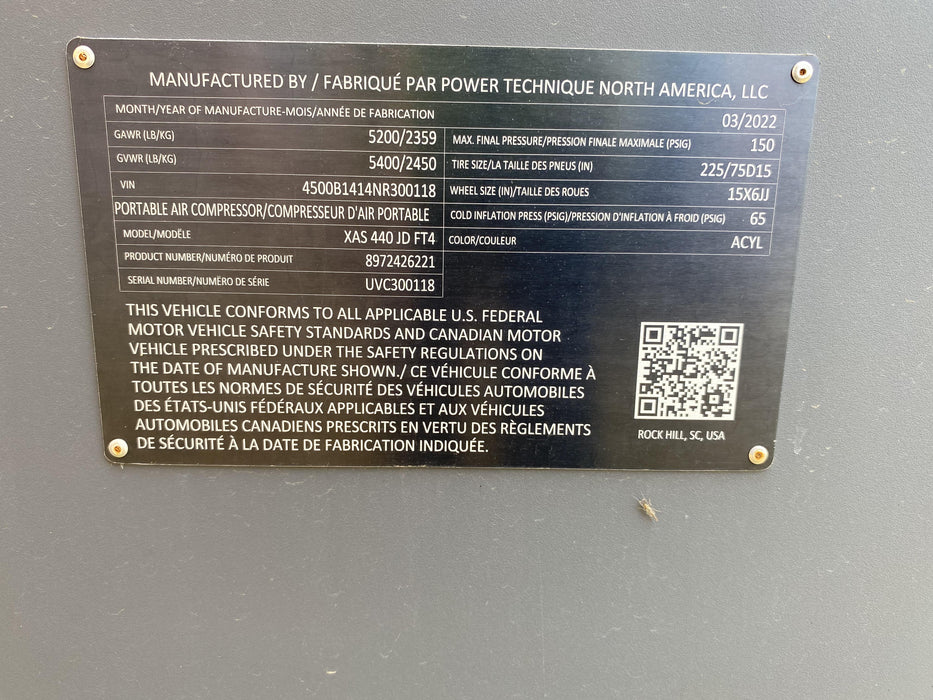 MANUFACTURED BY / FABRIQUÉ PAR POWER TECHNIQUE NORTH AMERICA, LLC
MONTH/YEAR OF MANUFACTURE-MOIS/ANNÉE DE FABRICATION 03/2022
GAWR (LB/KG) 5200/2359
GVWR (LB/KG) 5400/2450
VIN 4500B1414NR300118
PORTABLE AIR COMPRESSOR/COMPRESSEUR D'AIR PORTABLE
MODEL/MODÈLE XAS 440 JD FT4
PRODUCT NUMBER/NUMÉRO DE PRODUIT 8972426221
SERIAL NUMBER/NUMÉRO DE SÉRIE UVC300118
MAX. FINAL PRESSURE/PRESSION FINALE MAXIMALE (PSIG) 150
TIRE SIZE/LA TAILLE DES PNEUS (IN) 225/75D15
WHEEL SIZE (IN)/TAILLE DES ROUES 15X6JJ
COLD INFLATION PRESS (PSIG)/PRESSION D'INFLATION À FROID (PSIG) 65
COLOR/COULEUR ACYL
THIS VEHICLE CONFORMS TO ALL APPLICABLE U.S. FEDERAL
MOTOR VEHICLE SAFETY STANDARDS AND CANADIAN MOTOR
VEHICLE PRESCRIBED UNDER THE SAFETY REGULATIONS ON
THE DATE OF MANUFACTURE SHOWN./ CE VÉHICULE CONFORME À
TOUTES LES NORMES DE SÉCURITÉ DES VÉHICULES AUTOMOBILES
DES ÉTATS-UNIS FÉDÉRAUX APPLICABLES ET AUX VÉHICULES
AUTOMOBILES CANADIENS PRESCRITS EN VERTU DES RÈGLEMENTS
DE SÉCURITÉ À LA DATE DE FABRICATION INDIQUÉE.
ROCK HILL, SC, USA